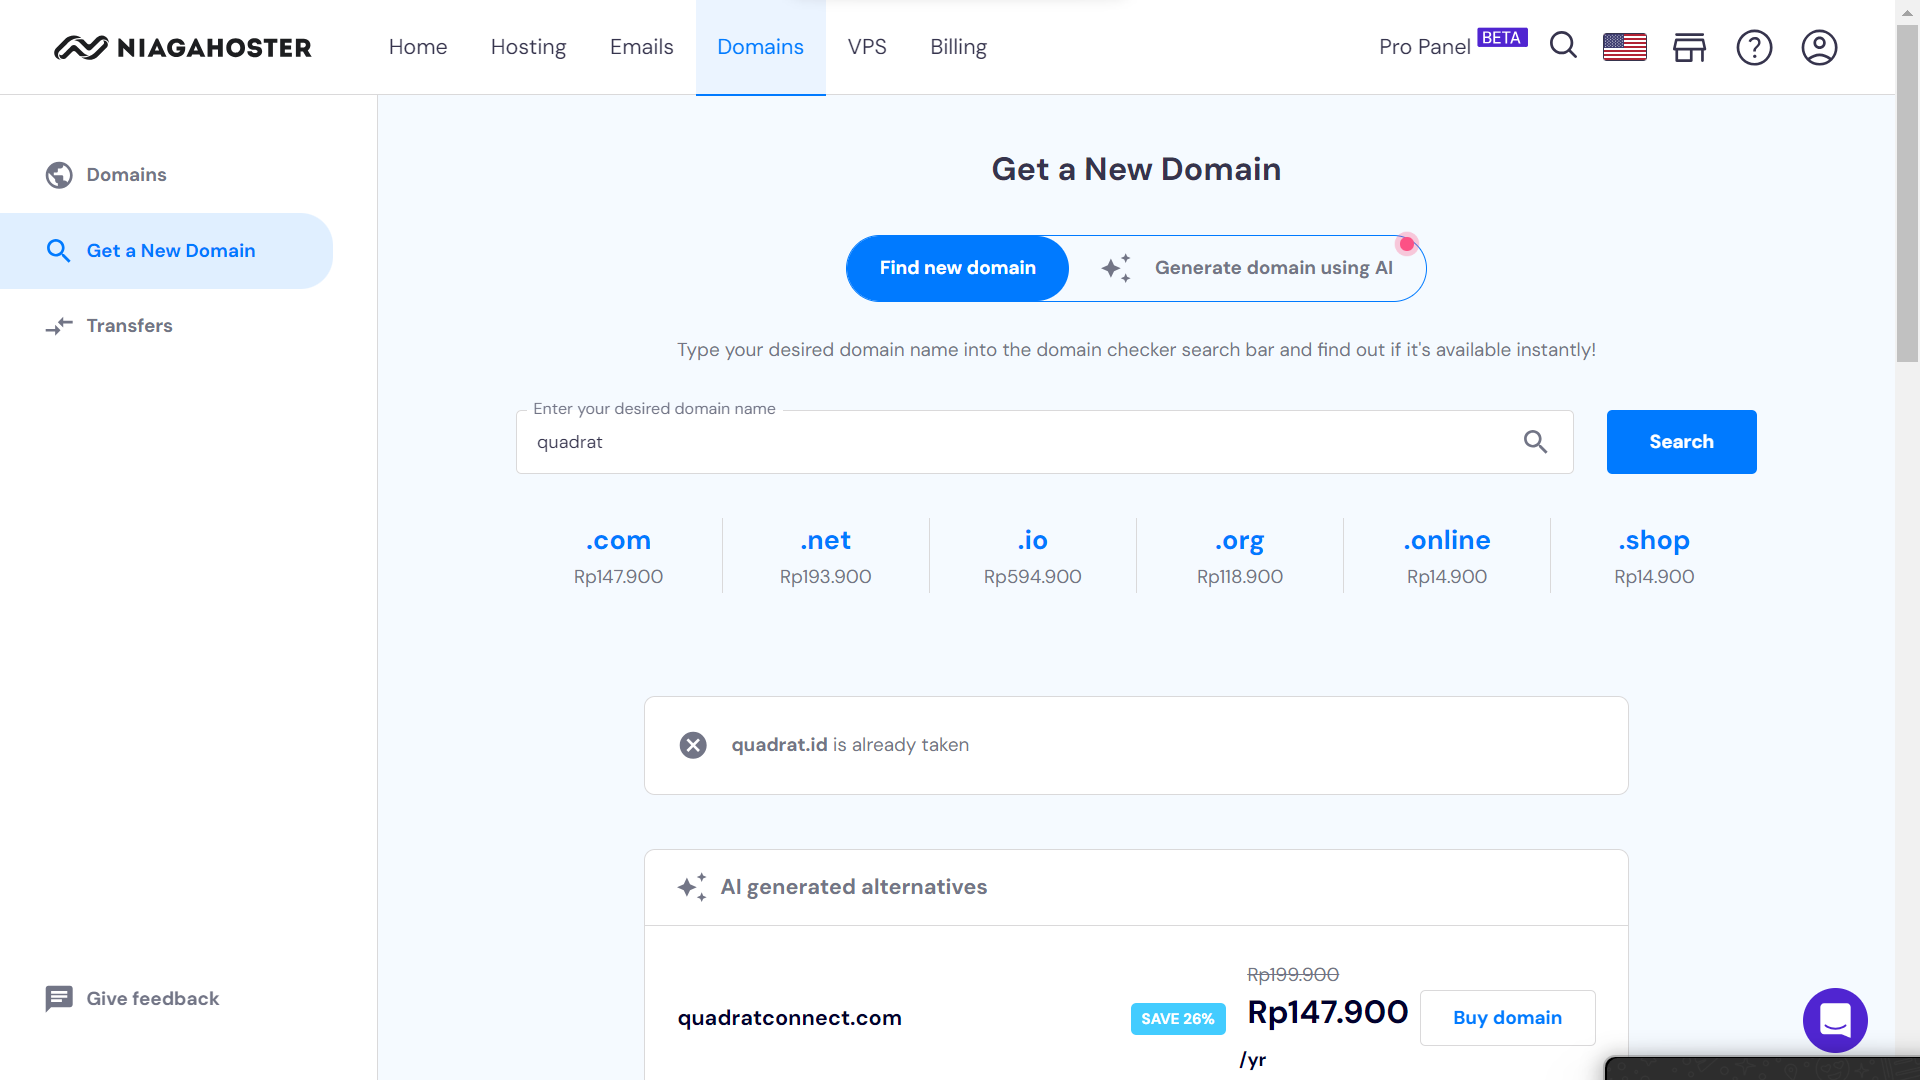 NIAGAHOSTER
Home
Hosting
Emails
Domains
VPS
Billing
Pro Panel
BETA
Domains
Get a New Domain
Transfers
Give feedback
Get a New Domain
Find new domain
Generate domain using AI
Type your desired domain name into the domain checker search bar and find out if it's available instantly!
Enter your desired domain name
quadrat
Search
.com
Rp147.900
.net
Rp193.900
.io
Rp594.900
.org
Rp118.900
.online
Rp14.900
.shop
Rp14.900
quadrat.id is already taken
AI generated alternatives
quadratconnect.com
SAVE 26%
Rp199.900
Rp147.900
/yr
Buy domain